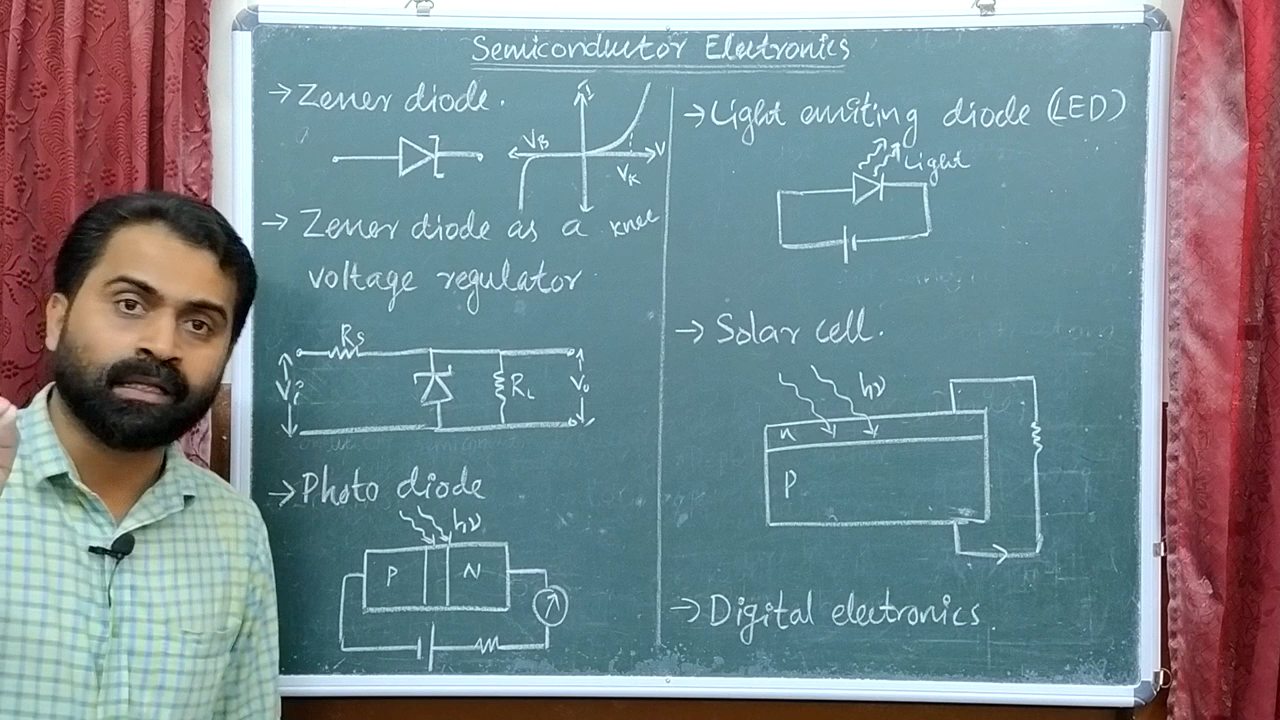 Semiconductor Electronics
→ Zener diode.
I
VB
V
VK
knee
→ Zener diode as a
voltage regulator
Rs
Vi
RL
Vo
→ Photo diode
hν
P
N
→ Light emitting diode (LED)
Light
→ Solar cell.
hν
n
P
→ Digital electronics.